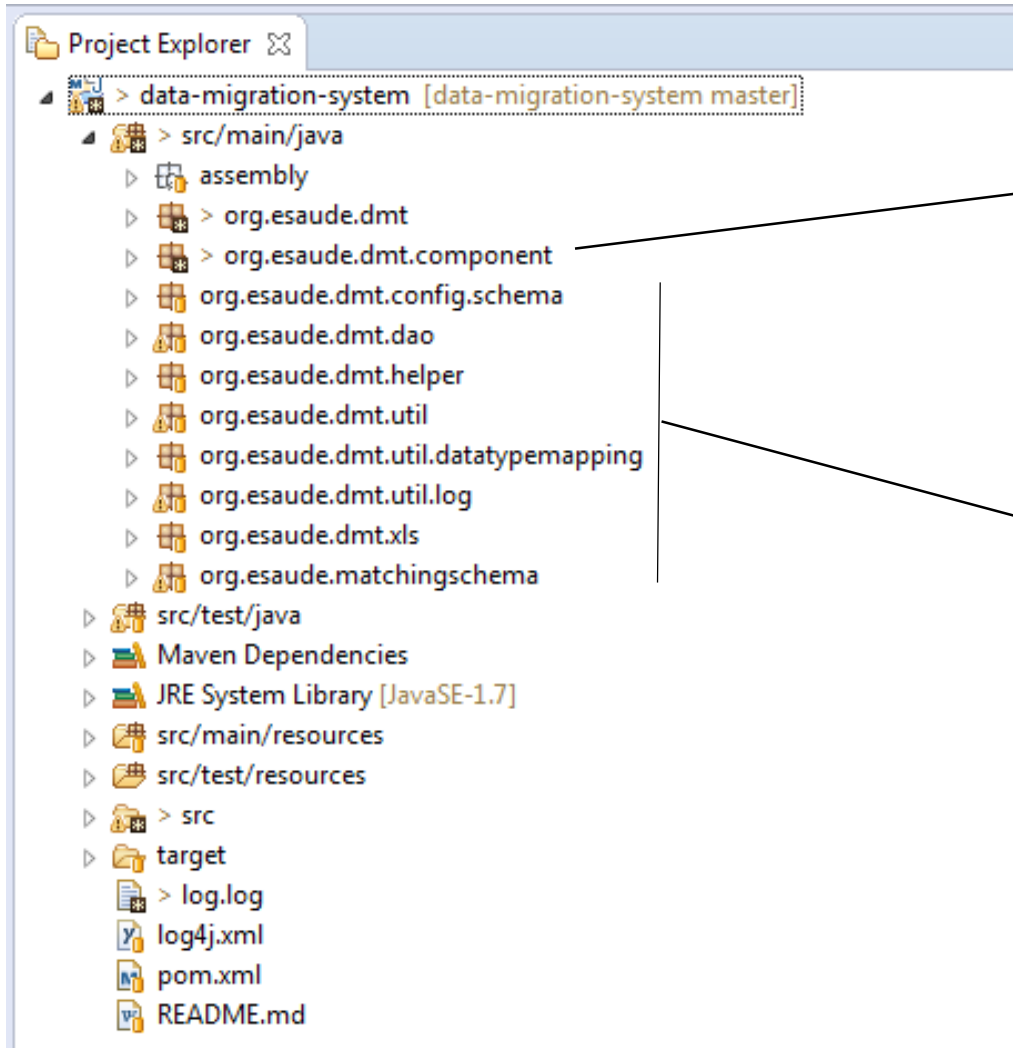 Project Explorer
> data-migration-system [data-migration-system master]
> src/main/java
assembly
> org.esaude.dmt
> org.esaude.dmt.component
org.esaude.dmt.config.schema
org.esaude.dmt.dao
org.esaude.dmt.helper
org.esaude.dmt.util
org.esaude.dmt.util.datatypemapping
org.esaude.dmt.util.log
org.esaude.dmt.xls
org.esaude.matchingschema
src/test/java
Maven Dependencies
JRE System Library [JavaSE-1.7]
src/main/resources
src/test/resources
> src
target
> log.log
log4j.xml
pom.xml
README.md